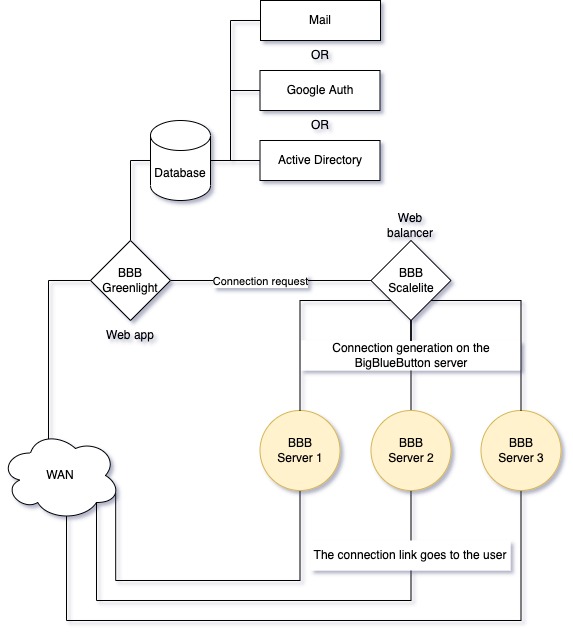 Mail
OR
Google Auth
OR
Active Directory
Database
Web
balancer
BBB
Greenlight
Connection request
BBB
Scalelite
Web app
Connection generation on the
BigBlueButton server
BBB
Server 1
BBB
Server 2
BBB
Server 3
WAN
The connection link goes to the user